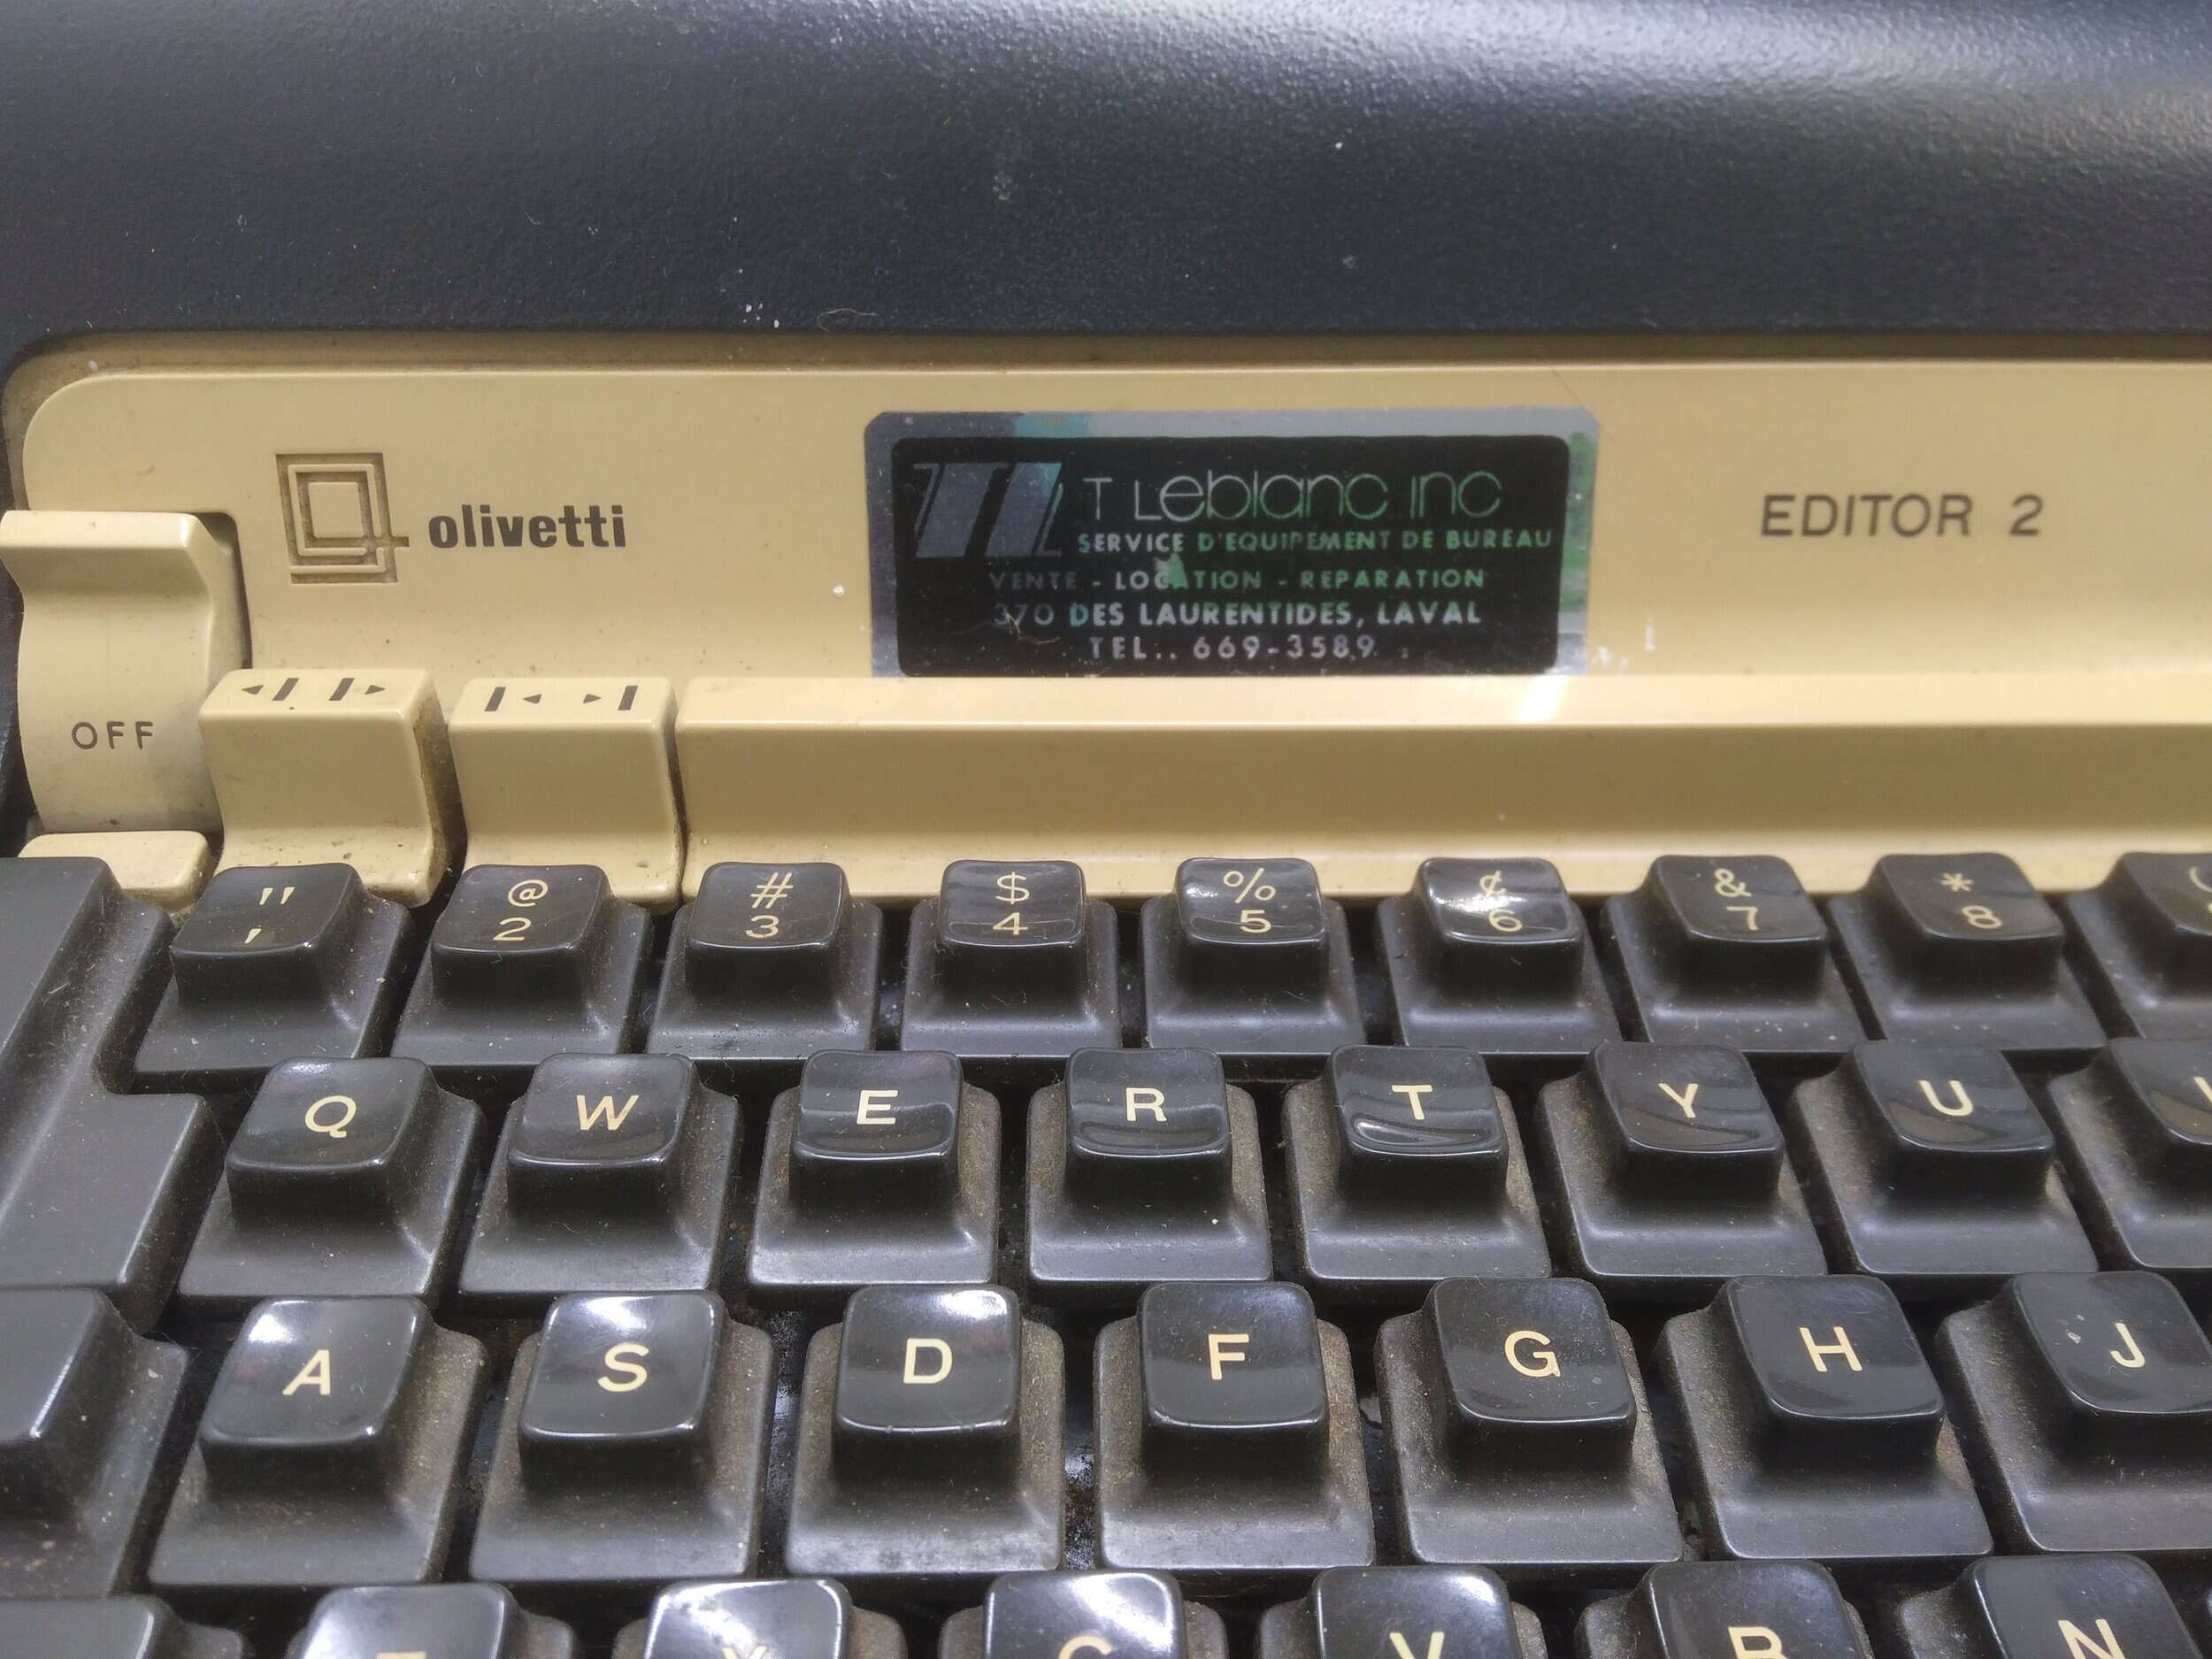 olivetti
TL T Leblanc inc
SERVICE D'EQUIPEMENT DE BUREAU
VENTE - LOCATION - REPARATION
370 DES LAURENTIDES, LAVAL
TEL.. 669-3589
EDITOR 2
OFF
" @ # $ % ¢ & *
' 2 3 4 5 6 7 8
Q W E R T Y U
A S D F G H J
X C V B N